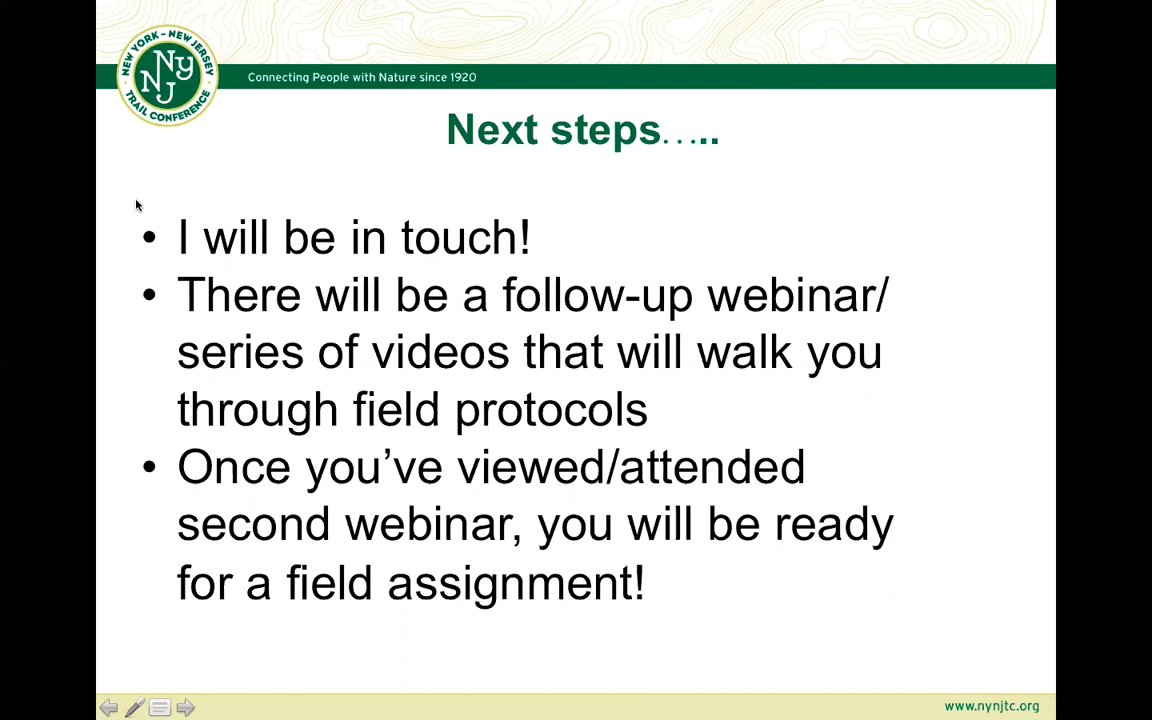 NEW YORK - NEW JERSEY
NY
NJ
TRAIL CONFERENCE
Connecting People with Nature since 1920
Next steps…..
• I will be in touch!
• There will be a follow-up webinar/
series of videos that will walk you
through field protocols
• Once you’ve viewed/attended
second webinar, you will be ready
for a field assignment!
www.nynjtc.org